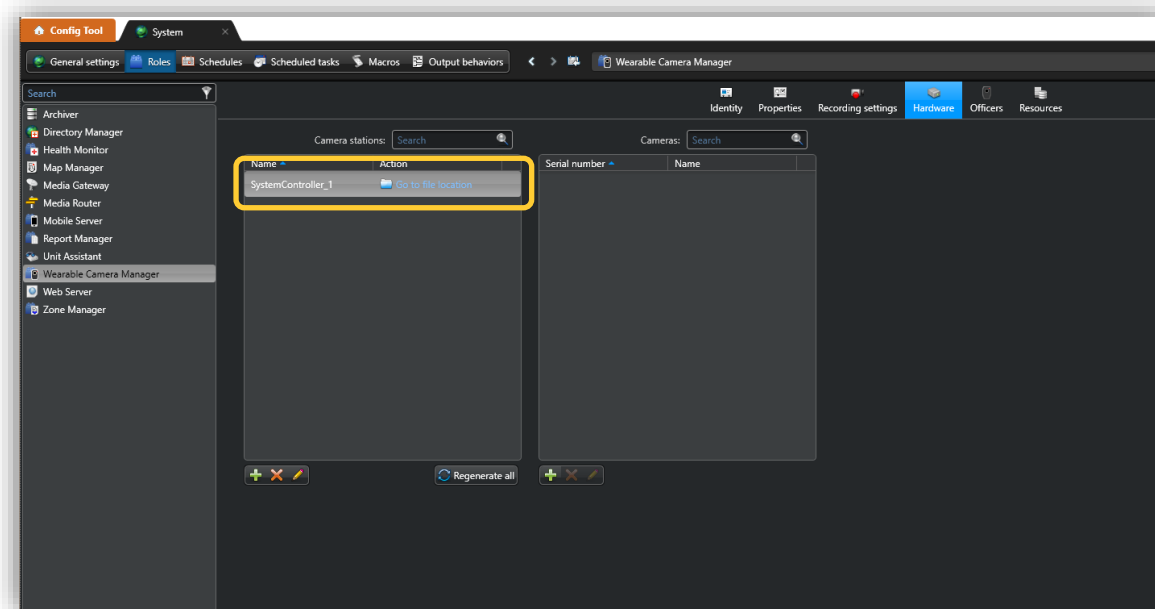 Config Tool System
General settings Roles Schedules Scheduled tasks Macros Output behaviors Wearable Camera Manager
Search
Archiver
Directory Manager
Health Monitor
Map Manager
Media Gateway
Media Router
Mobile Server
Report Manager
Unit Assistant
Wearable Camera Manager
Web Server
Zone Manager
Identity Properties Recording settings Hardware Officers Resources
Camera stations: Search
Name Action
SystemController_1 Go to file location
Regenerate all
Cameras: Search
Serial number Name